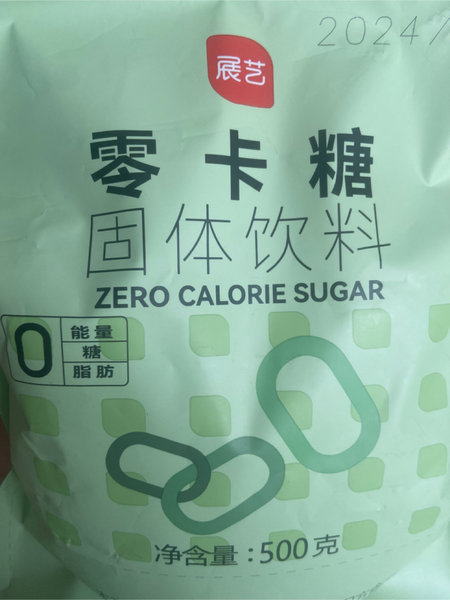 2024/
展艺
零卡糖
固体饮料
ZERO CALORIE SUGAR
0
能量
糖
脂肪
净含量：500克